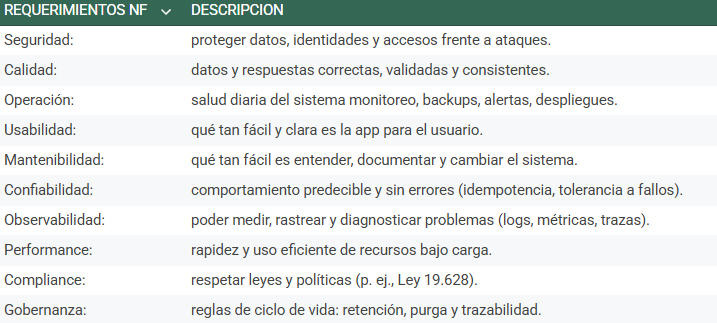 REQUERIMIENTOS NF DESCRIPCION
Seguridad: proteger datos, identidades y accesos frente a ataques.
Calidad: datos y respuestas correctas, validadas y consistentes.
Operación: salud diaria del sistema monitoreo, backups, alertas, despliegues.
Usabilidad: qué tan fácil y clara es la app para el usuario.
Mantenibilidad: qué tan fácil es entender, documentar y cambiar el sistema.
Confiabilidad: comportamiento predecible y sin errores (idempotencia, tolerancia a fallos).
Observabilidad: poder medir, rastrear y diagnosticar problemas (logs, métricas, trazas).
Performance: rapidez y uso eficiente de recursos bajo carga.
Compliance: respetar leyes y políticas (p. ej., Ley 19.628).
Gobernanza: reglas de ciclo de vida: retención, purga y trazabilidad.